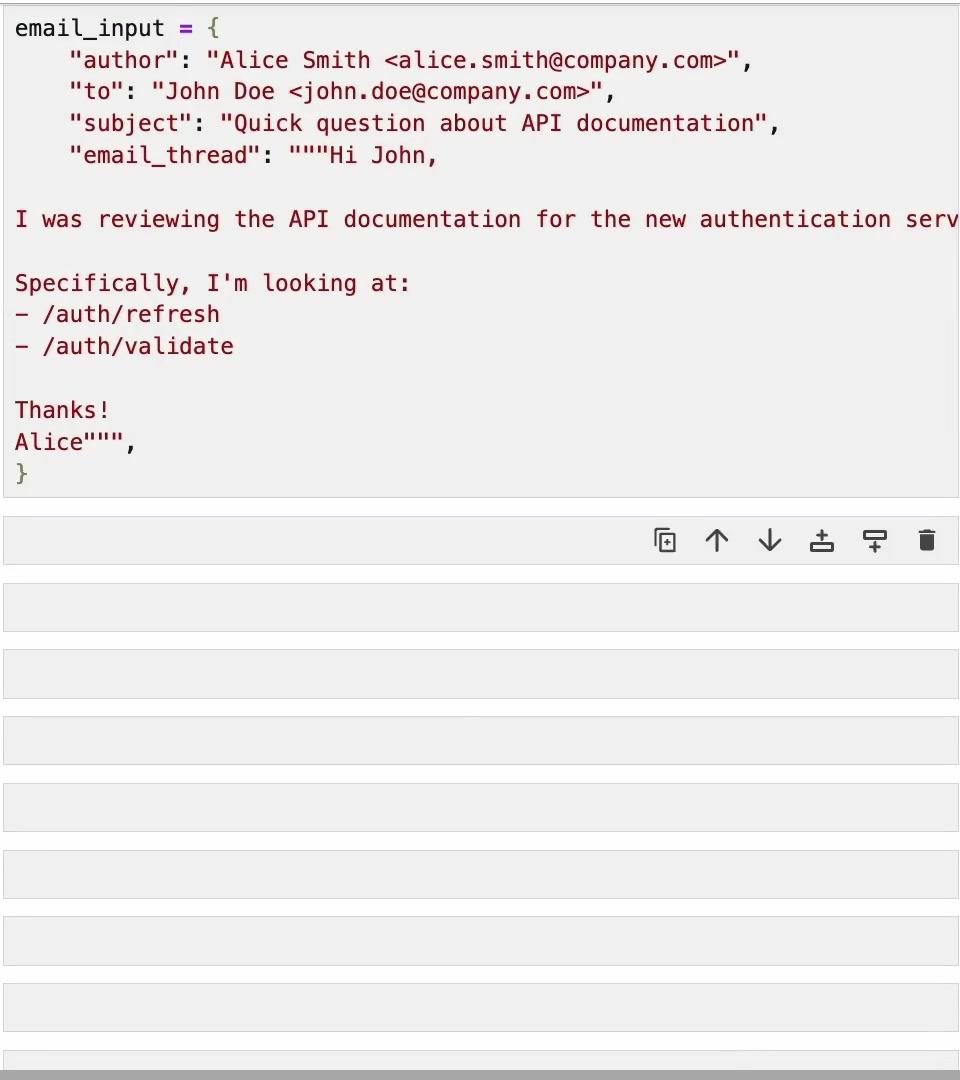 email_input = {
    "author": "Alice Smith <alice.smith@company.com>",
    "to": "John Doe <john.doe@company.com>",
    "subject": "Quick question about API documentation",
    "email_thread": """Hi John,
I was reviewing the API documentation for the new authentication serv
Specifically, I'm looking at:
- /auth/refresh
- /auth/validate
Thanks!
Alice""",
}